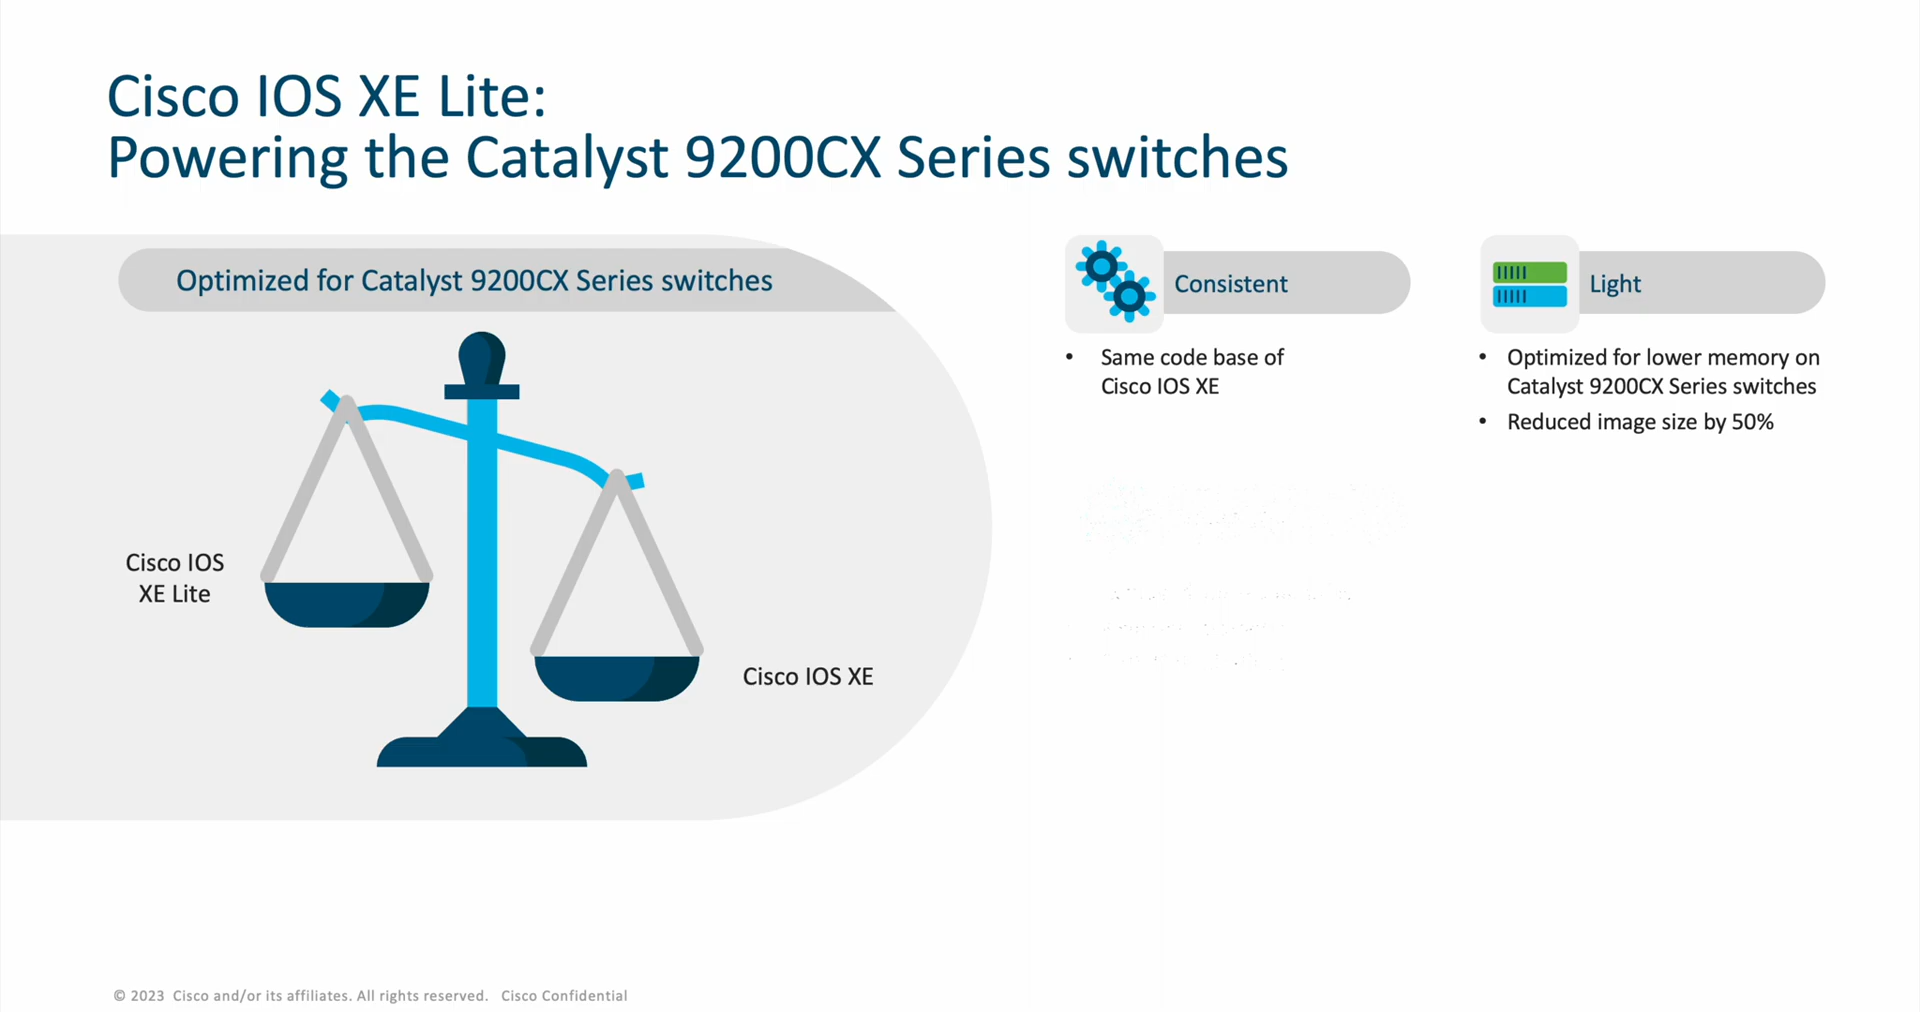 Cisco IOS XE Lite:
Powering the Catalyst 9200CX Series switches
Optimized for Catalyst 9200CX Series switches
Cisco IOS
XE Lite
Cisco IOS XE
Consistent
• Same code base of
Cisco IOS XE
Light
• Optimized for lower memory on
Catalyst 9200CX Series switches
• Reduced image size by 50%
© 2023 Cisco and/or its affiliates. All rights reserved. Cisco Confidential